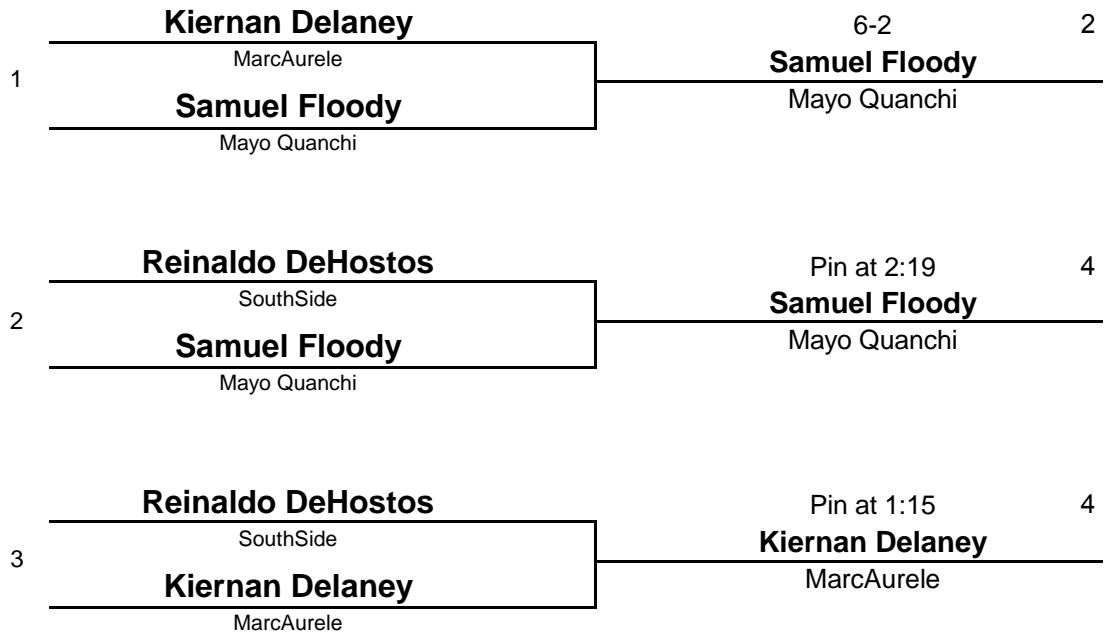 Kiernan Delaney
MarcAurele
1
Samuel Floody
Mayo Quanchi
6-2 2
Samuel Floody
Mayo Quanchi
Reinaldo DeHostos
SouthSide
2
Samuel Floody
Mayo Quanchi
Pin at 2:19 4
Samuel Floody
Mayo Quanchi
Reinaldo DeHostos
SouthSide
3
Kiernan Delaney
MarcAurele
Pin at 1:15 4
Kiernan Delaney
MarcAurele